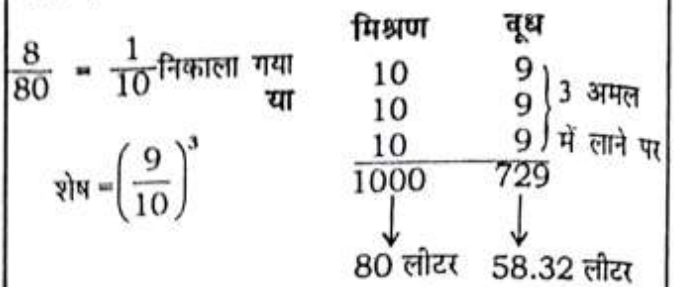 मिश्रण दूध
8/80 = 1/10 निकाला गया
या
शेष = (9/10)³
10 9
10 9
10 9
3 अमल
में लाने पर
1000 729
80 लीटर 58.32 लीटर